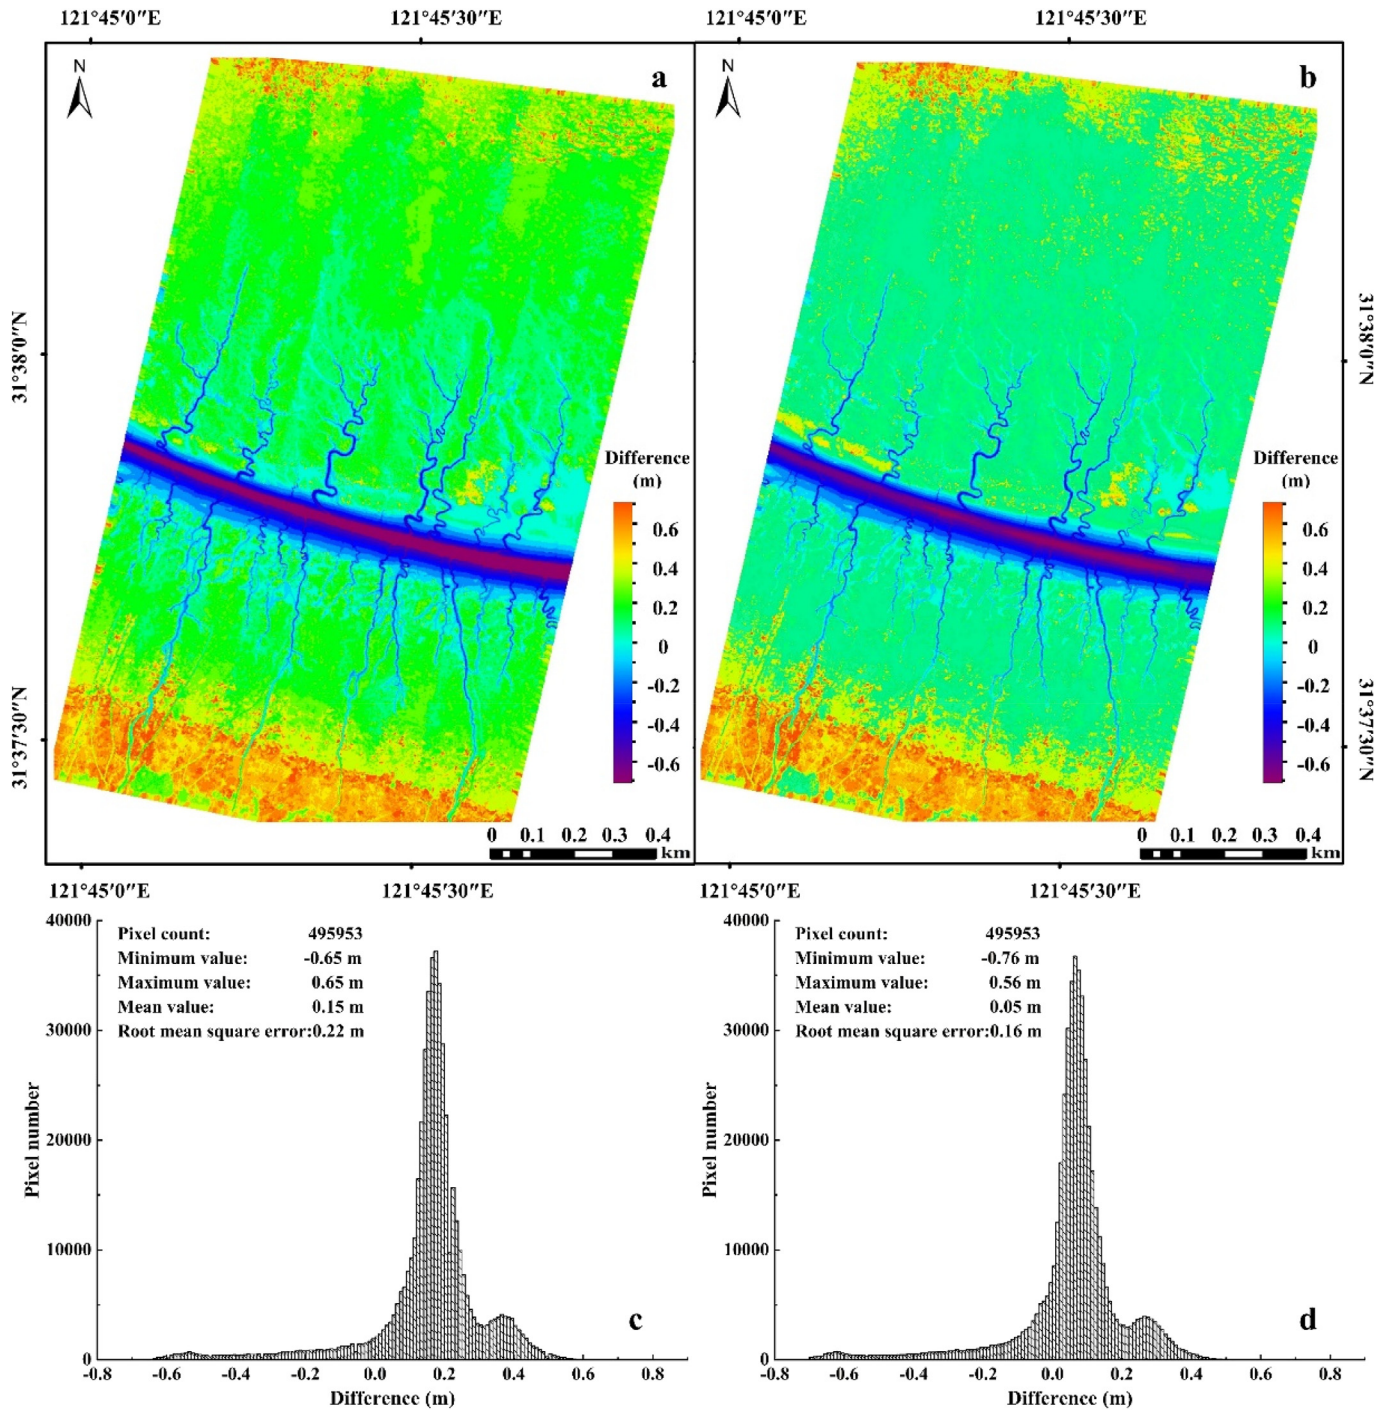 121°45′0″E 121°45′30″E 121°45′0″E 121°45′30″E
N a N b
31°38′0″N 31°38′0″N
Difference Difference
(m) (m)
0.6 0.6
0.4 0.4
0.2 0.2
0 0
-0.2 -0.2
-0.4 -0.4
-0.6 -0.6
31°37′30″N 31°37′30″N
0 0.1 0.2 0.3 0.4 0 0.1 0.2 0.3 0.4
km km
121°45′0″E 121°45′30″E 121°45′0″E 121°45′30″E
40000
30000
20000
10000
0
Pixel number
Pixel count: 495953
Minimum value: -0.65 m
Maximum value: 0.65 m
Mean value: 0.15 m
Root mean square error:0.22 m
c
-0.8 -0.6 -0.4 -0.2 0.0 0.2 0.4 0.6 0.8
Difference (m)
40000
30000
20000
10000
0
Pixel number
Pixel count: 495953
Minimum value: -0.76 m
Maximum value: 0.56 m
Mean value: 0.05 m
Root mean square error:0.16 m
d
-0.8 -0.6 -0.4 -0.2 0.0 0.2 0.4 0.6 0.8
Difference (m)